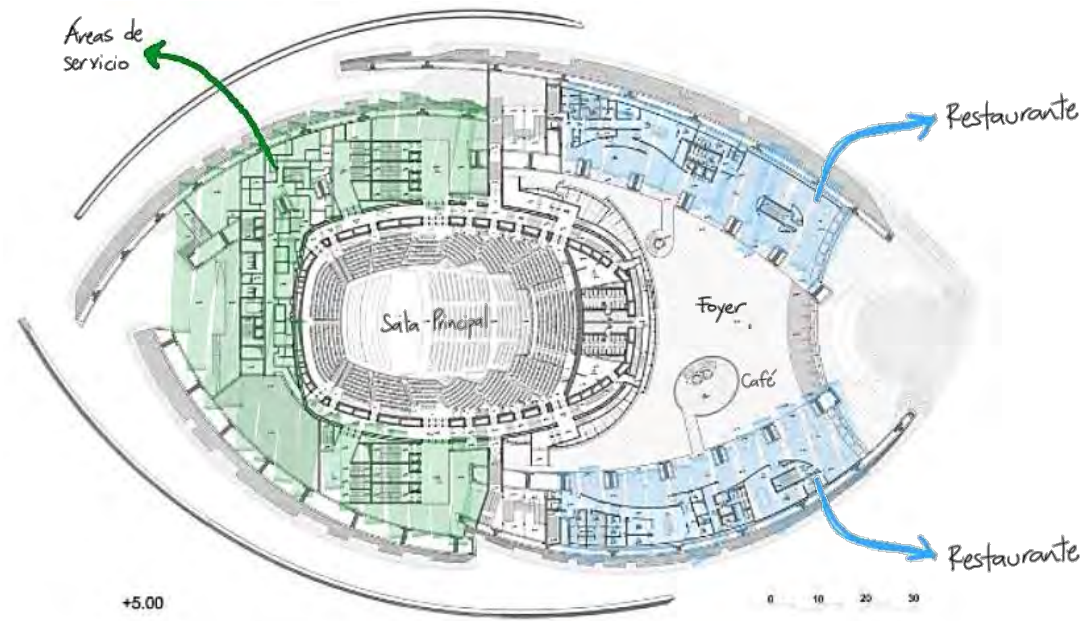 Áreas de
servicio
Restaurante
Sala Principal
Foyer
Café
Restaurante
+5.00
0 10 20 30